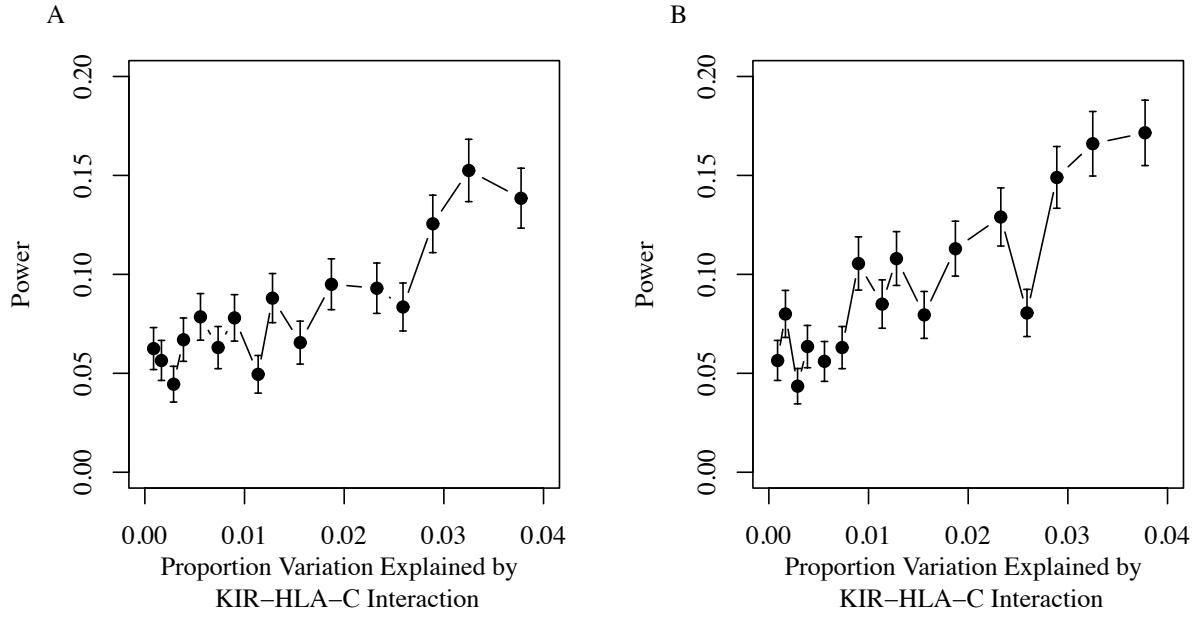 A
Power
0.00 0.05 0.10 0.15 0.20
0.00 0.01 0.02 0.03 0.04
Proportion Variation Explained by
KIR−HLA−C Interaction
B
Power
0.00 0.05 0.10 0.15 0.20
0.00 0.01 0.02 0.03 0.04
Proportion Variation Explained by
KIR−HLA−C Interaction